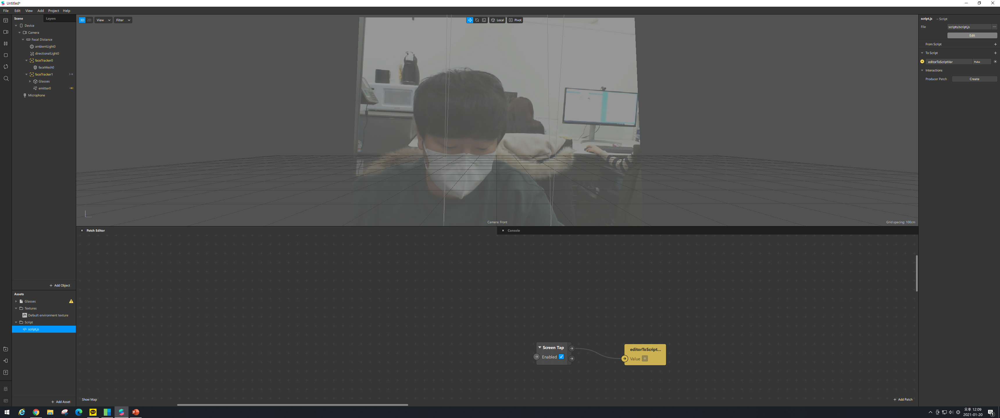 Untitled*
File Edit View Add Project Help
Scene Layers
Device
Camera
Focal Distance
ambientLight0
directionalLight0
faceTracker0
faceMesh0
faceTracker1
Glasses
emitter0
Microphone
+ Add Object
Assets
Glasses
Textures
Default environment texture
Script
script.js
+ Add Asset
3D 2D View Filter
Local Pivot
Camera: Front
Grid spacing: 100cm
Patch Editor
Console
Screen Tap
Enabled
editorToScript...
Value
Show Map
+ Add Patch
script.js – Script
File scripts/script.js ...
Edit
From Script +
To Script +
editorToScriptVar Pulse
Interactions
Producer Patch Create
TALK
P
오후 12:09
2021-01-20
1